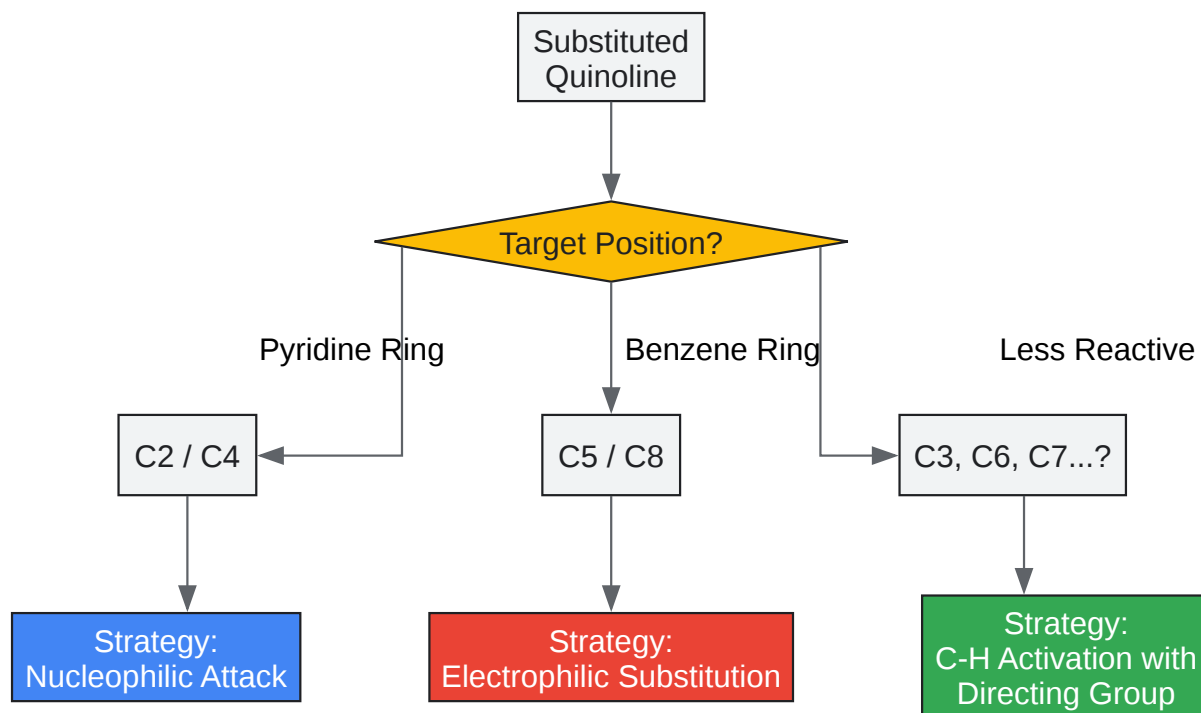 Substituted
Quinoline
Target Position?
Pyridine Ring
Benzene Ring
Less Reactive
C2 / C4
C5 / C8
C3, C6, C7...?
Strategy:
Nucleophilic Attack
Strategy:
Electrophilic Substitution
Strategy:
C-H Activation with
Directing Group